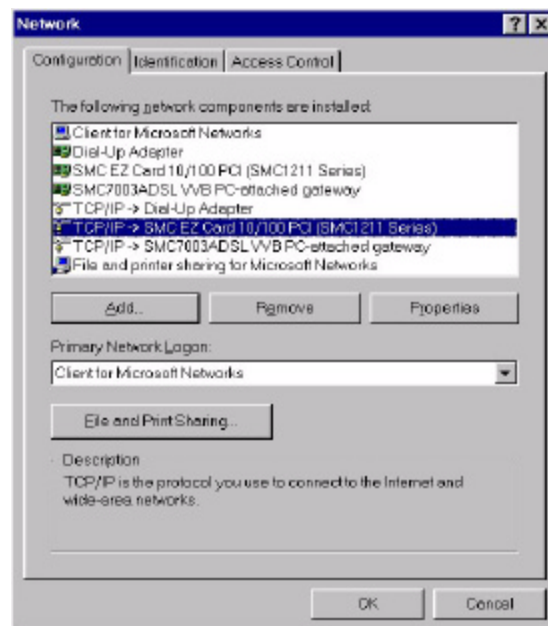 Network
Configuration Identification Access Control
The following network components are installed:
Client for Microsoft Networks
Dial-Up Adapter
SMC EZ Card 10/100 PCI (SMC1211 Series)
SMC7003ADSL VVB PC-attached gateway
TCP/IP -> Dial-Up Adapter
TCP/IP -> SMC EZ Card 10/100 PCI (SMC1211 Series)
TCP/IP -> SMC7003ADSL VVB PC-attached gateway
File and printer sharing for Microsoft Networks
Add... Remove Properties
Primary Network Logon:
Client for Microsoft Networks
File and Print Sharing...
Description
TCP/IP is the protocol you use to connect to the Internet and
wide-area networks.
OK Cancel